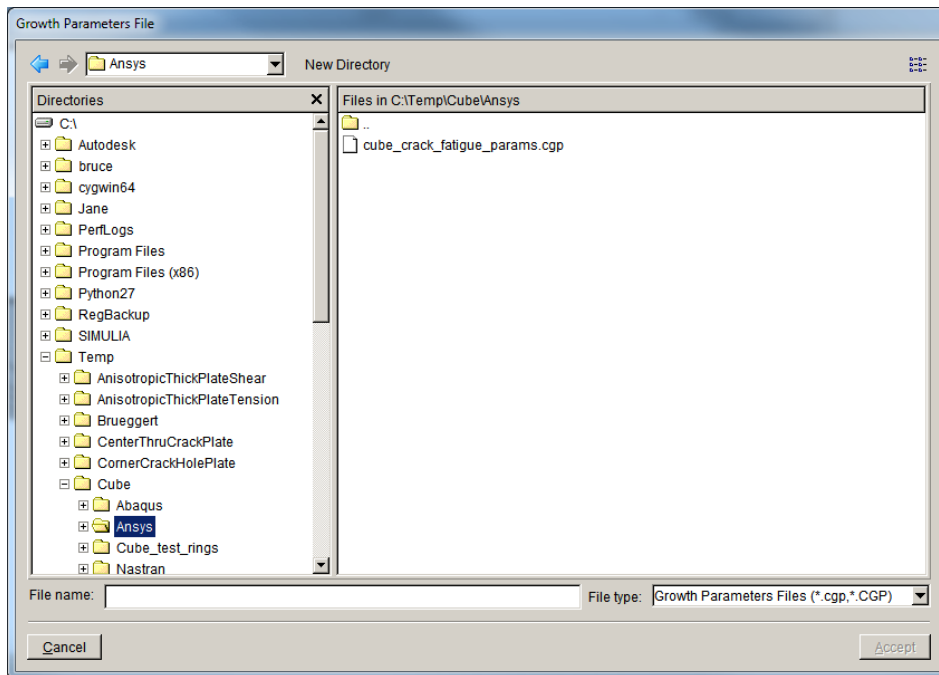 Growth Parameters File
Ansys
New Directory
Directories
Files in C:\Temp\Cube\Ansys
C:\
Autodesk
bruce
cygwin64
Jane
PerfLogs
Program Files
Program Files (x86)
Python27
RegBackup
SIMULIA
Temp
AnisotropicThickPlateShear
AnisotropicThickPlateTension
Brueggert
CenterThruCrackPlate
CornerCrackHolePlate
Cube
Abaqus
Ansys
Cube_test_rings
Nastran
..
cube_crack_fatigue_params.cgp
File name:
File type: Growth Parameters Files (*.cgp,*.CGP)
Cancel
Accept